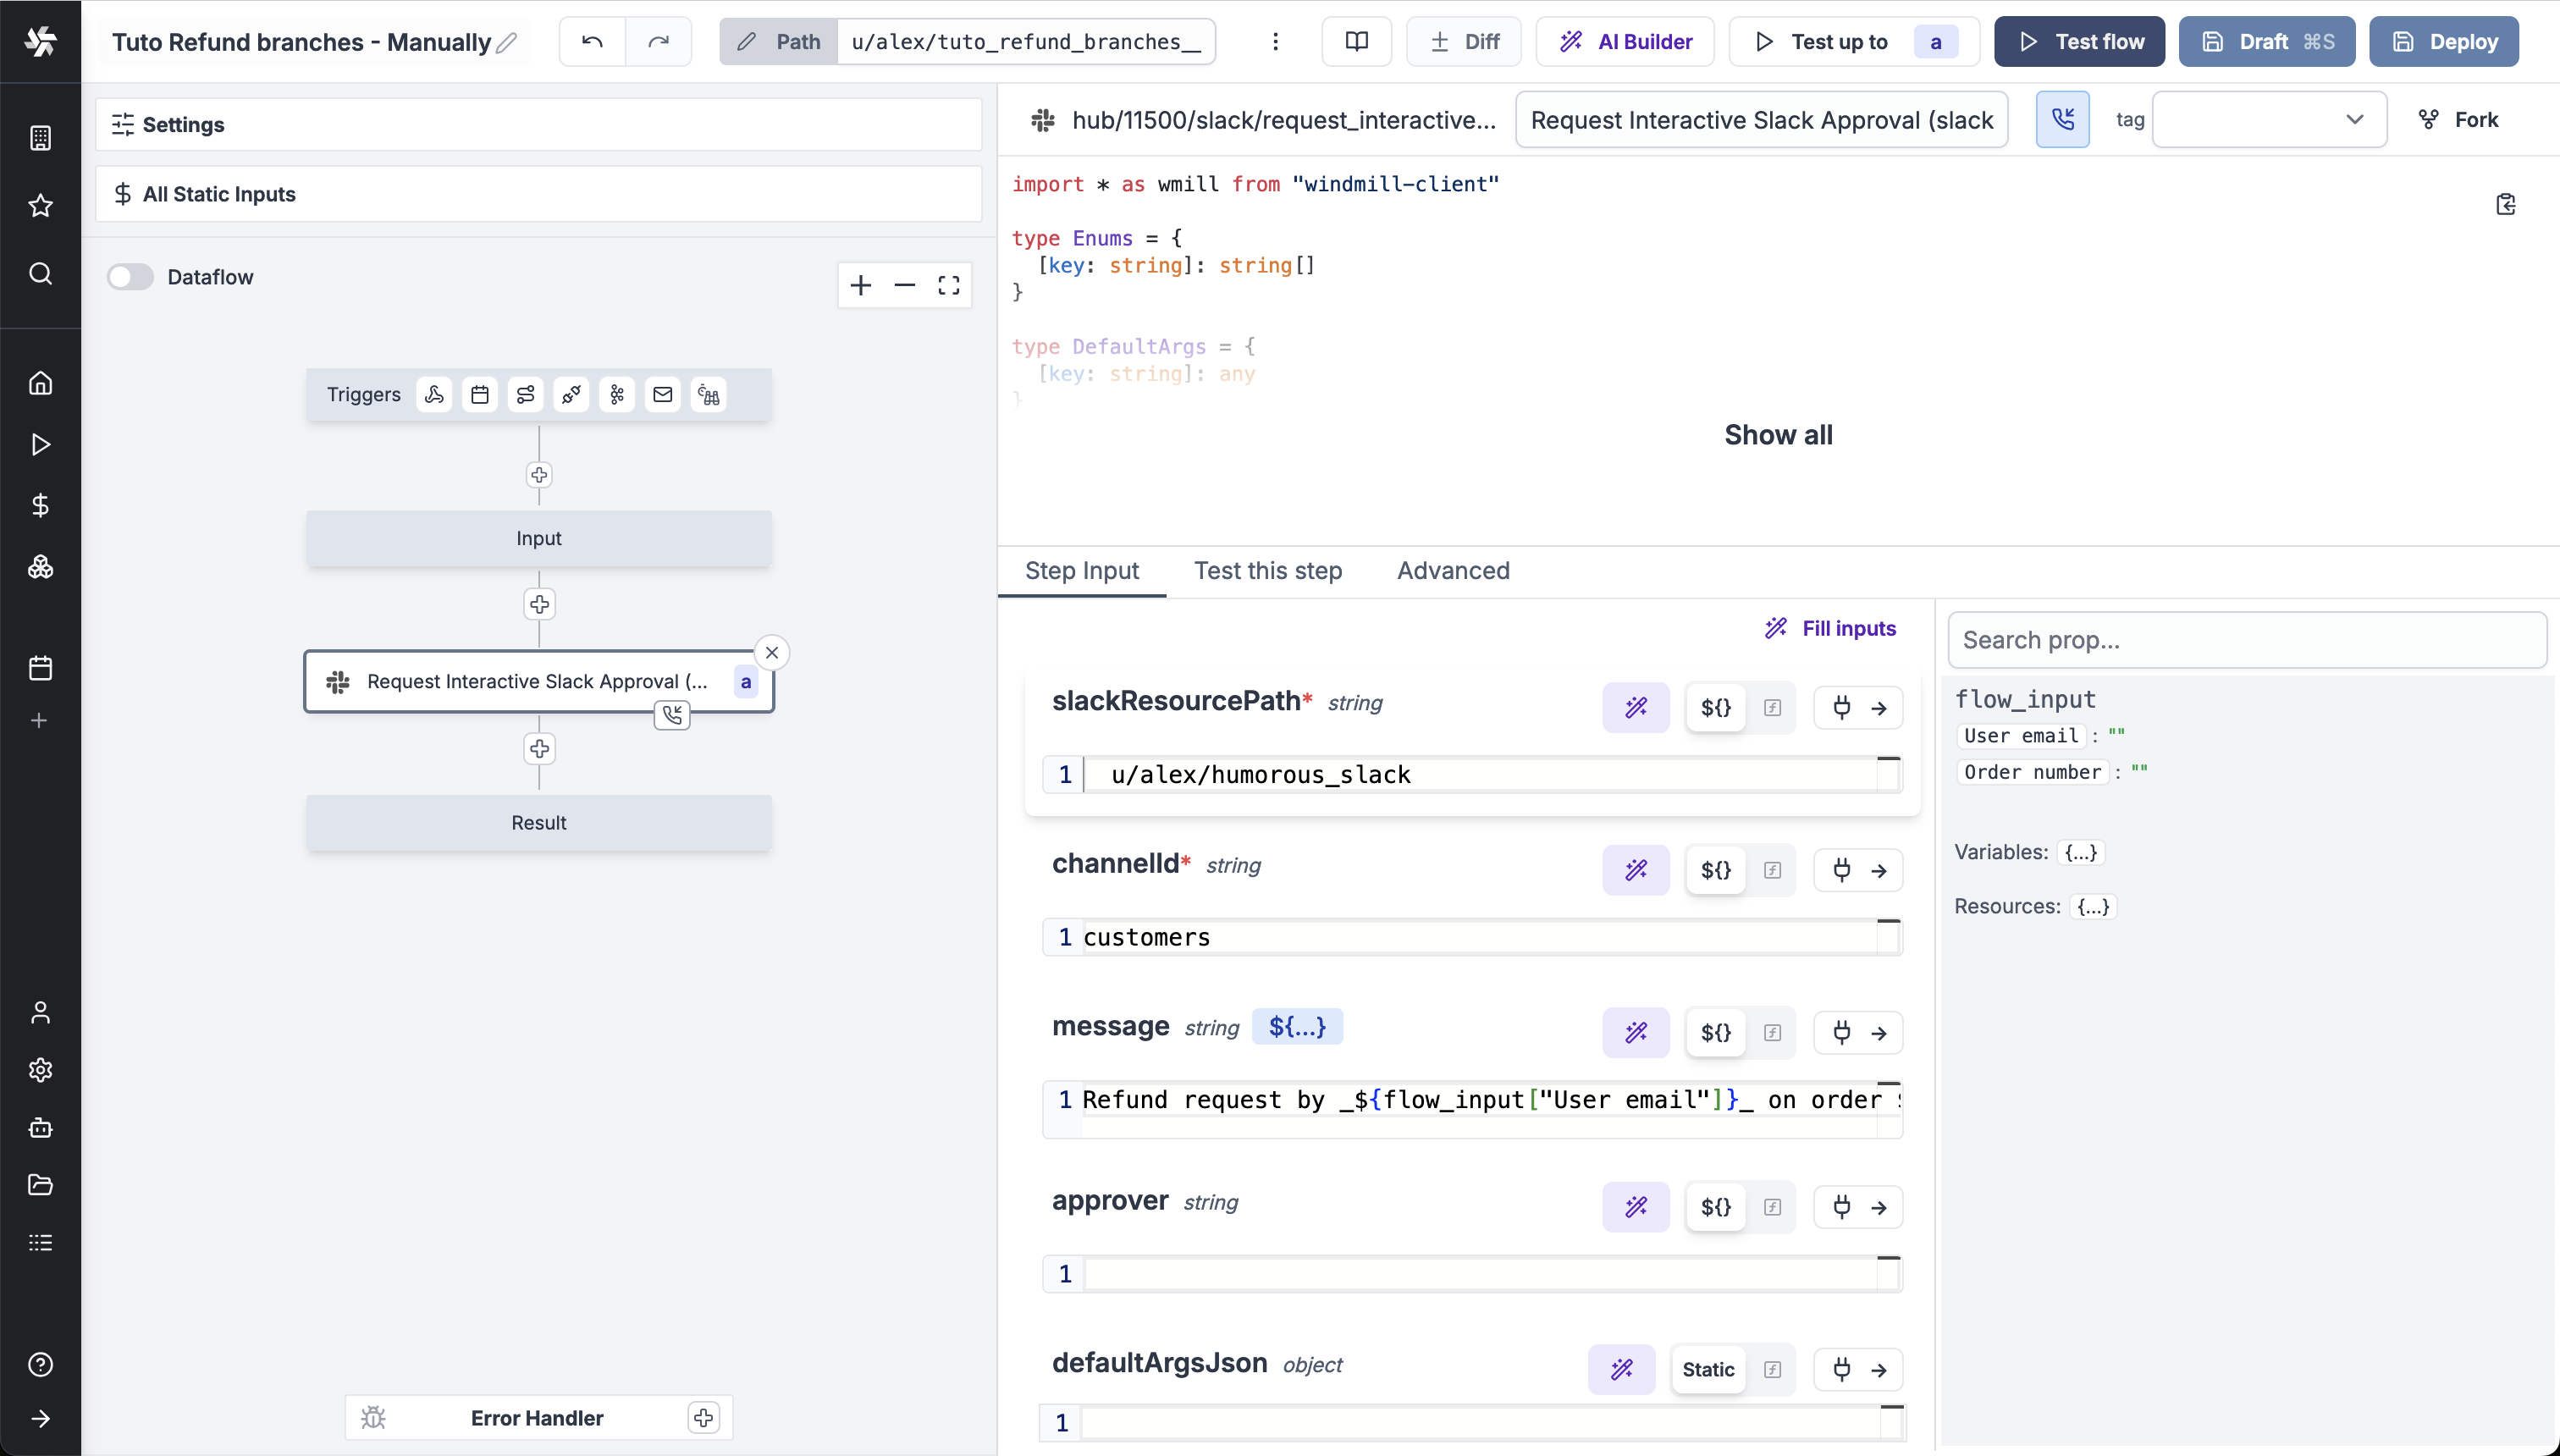 Tuto Refund branches - Manually
Path
u/alex/tuto_refund_branches__
Diff
AI Builder
Test up to
a
Test flow
Draft ⌘S
Deploy
Settings
All Static Inputs
Dataflow
Triggers
Input
Request Interactive Slack Approval (...
a
Result
Error Handler
hub/11500/slack/request_interactive...
Request Interactive Slack Approval (slack
tag
Fork
import * as wmill from "windmill-client"
type Enums = {
[key: string]: string[]
}
type DefaultArgs = {
[key: string]: any
}
Show all
Step Input
Test this step
Advanced
Fill inputs
slackResourcePath* string
${}
1 u/alex/humorous_slack
channelId* string
${}
1 customers
message string ${...}
${}
1 Refund request by _${flow_input["User email"]}_ on order
approver string
${}
1
defaultArgsJson object
Static
1
Search prop...
flow_input
User email : ""
Order number : ""
Variables: {...}
Resources: {...}